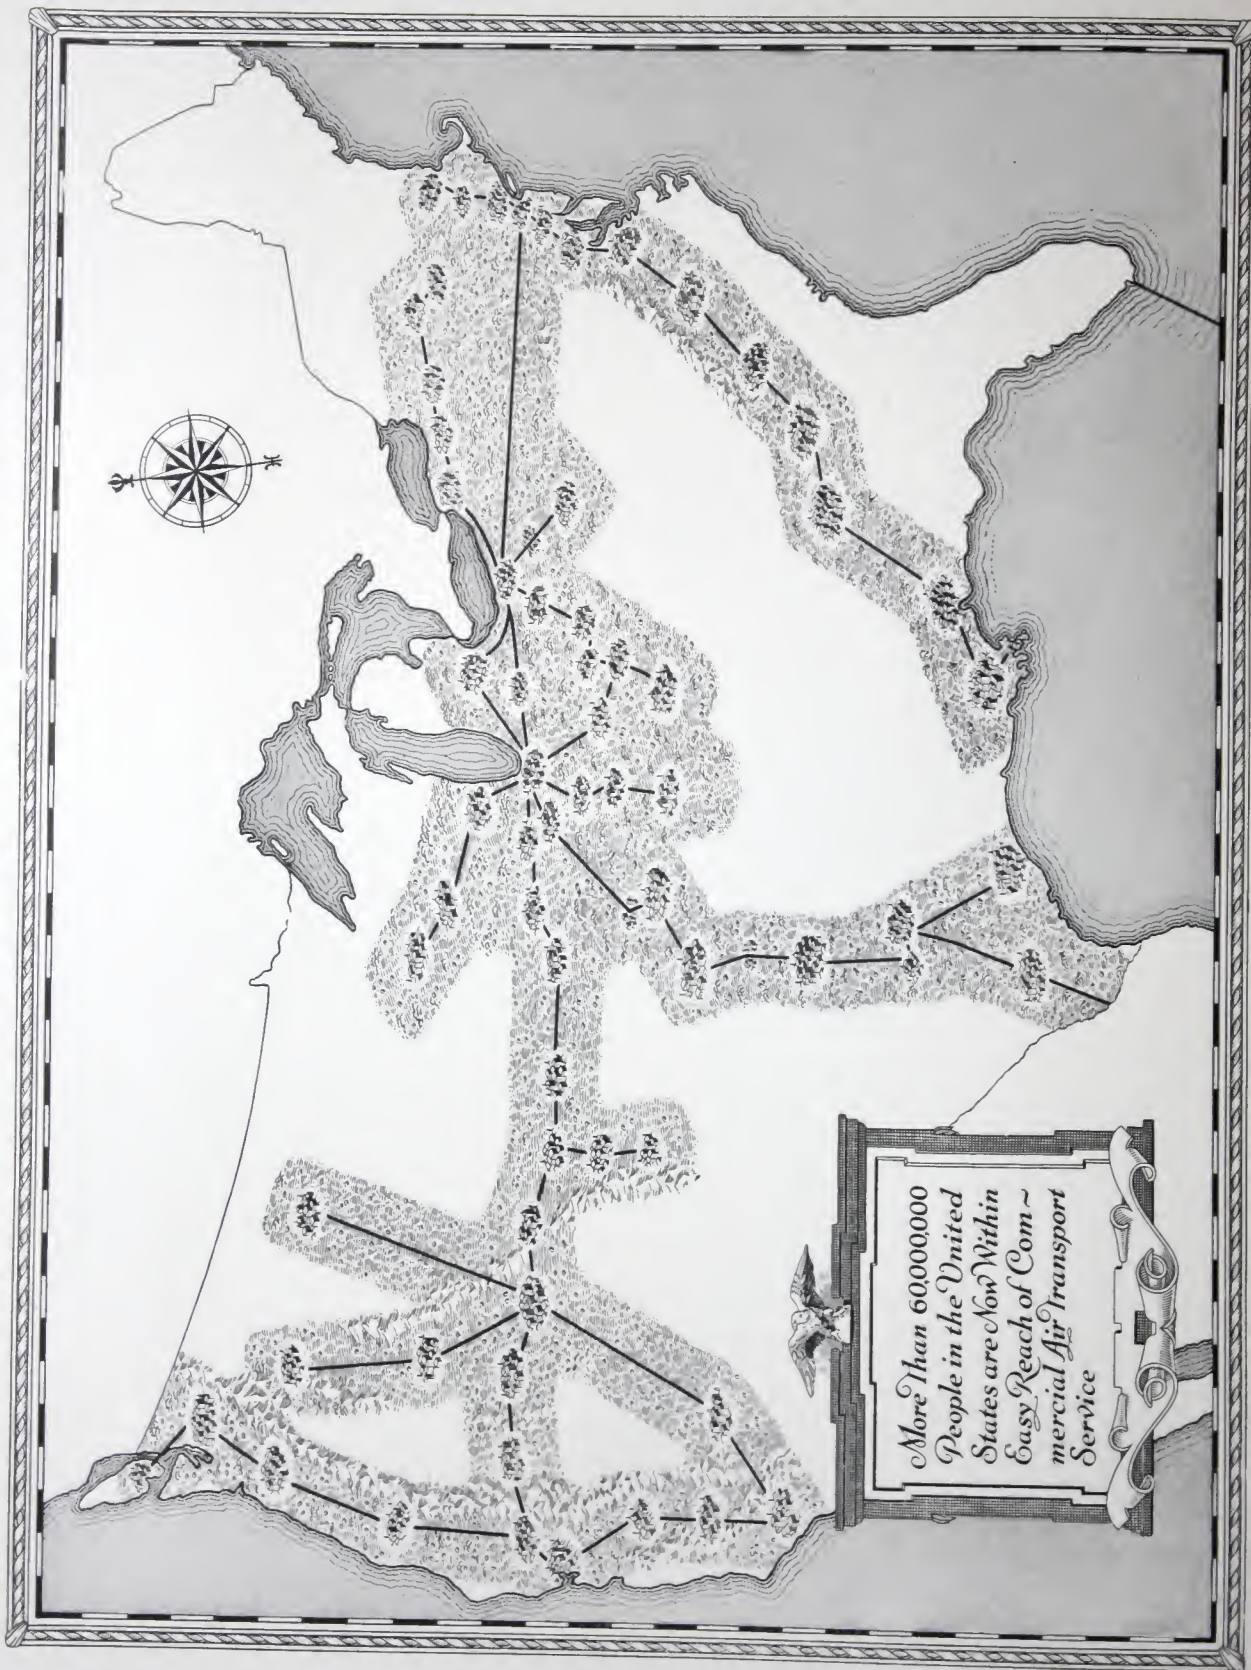 More Than 60,000,000
People in the United
States are Now Within
Easy Reach of Com~
mercial Air Transport
Service